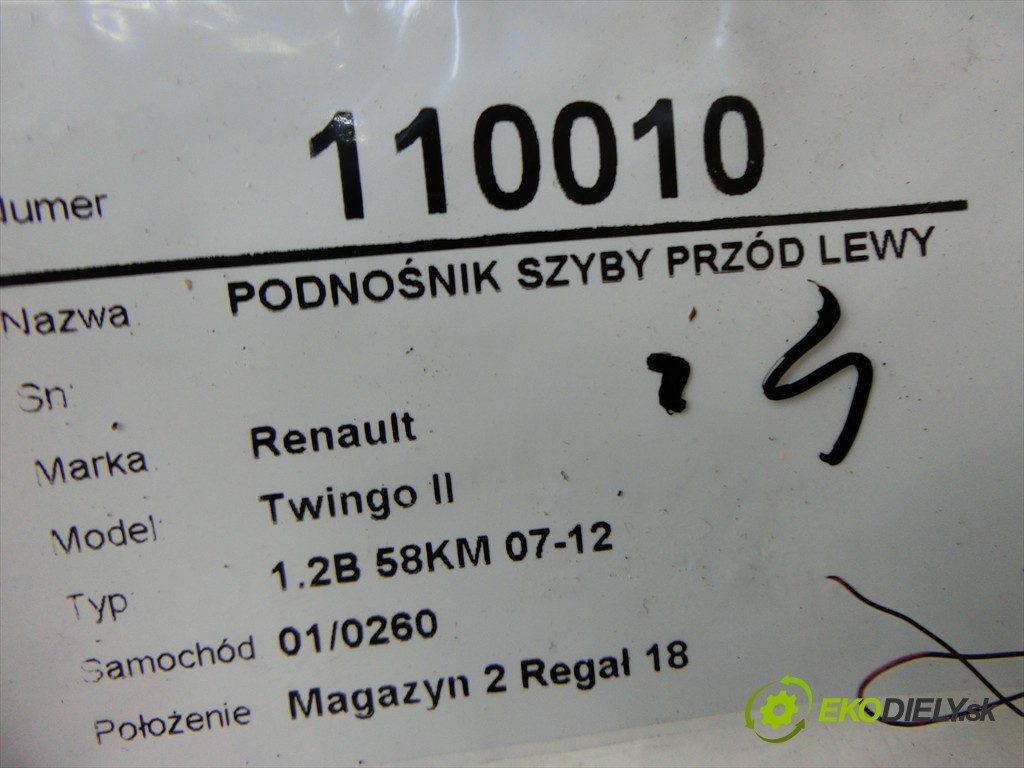 Numer 110010
Nazwa PODNOŚNIK SZYBY PRZÓD LEWY
Sn:
Marka Renault
Model Twingo II
Typ 1.2B 58KM 07-12
Samochód 01/0260
Położenie Magazyn 2 Regał 18
EKODIELY.sk